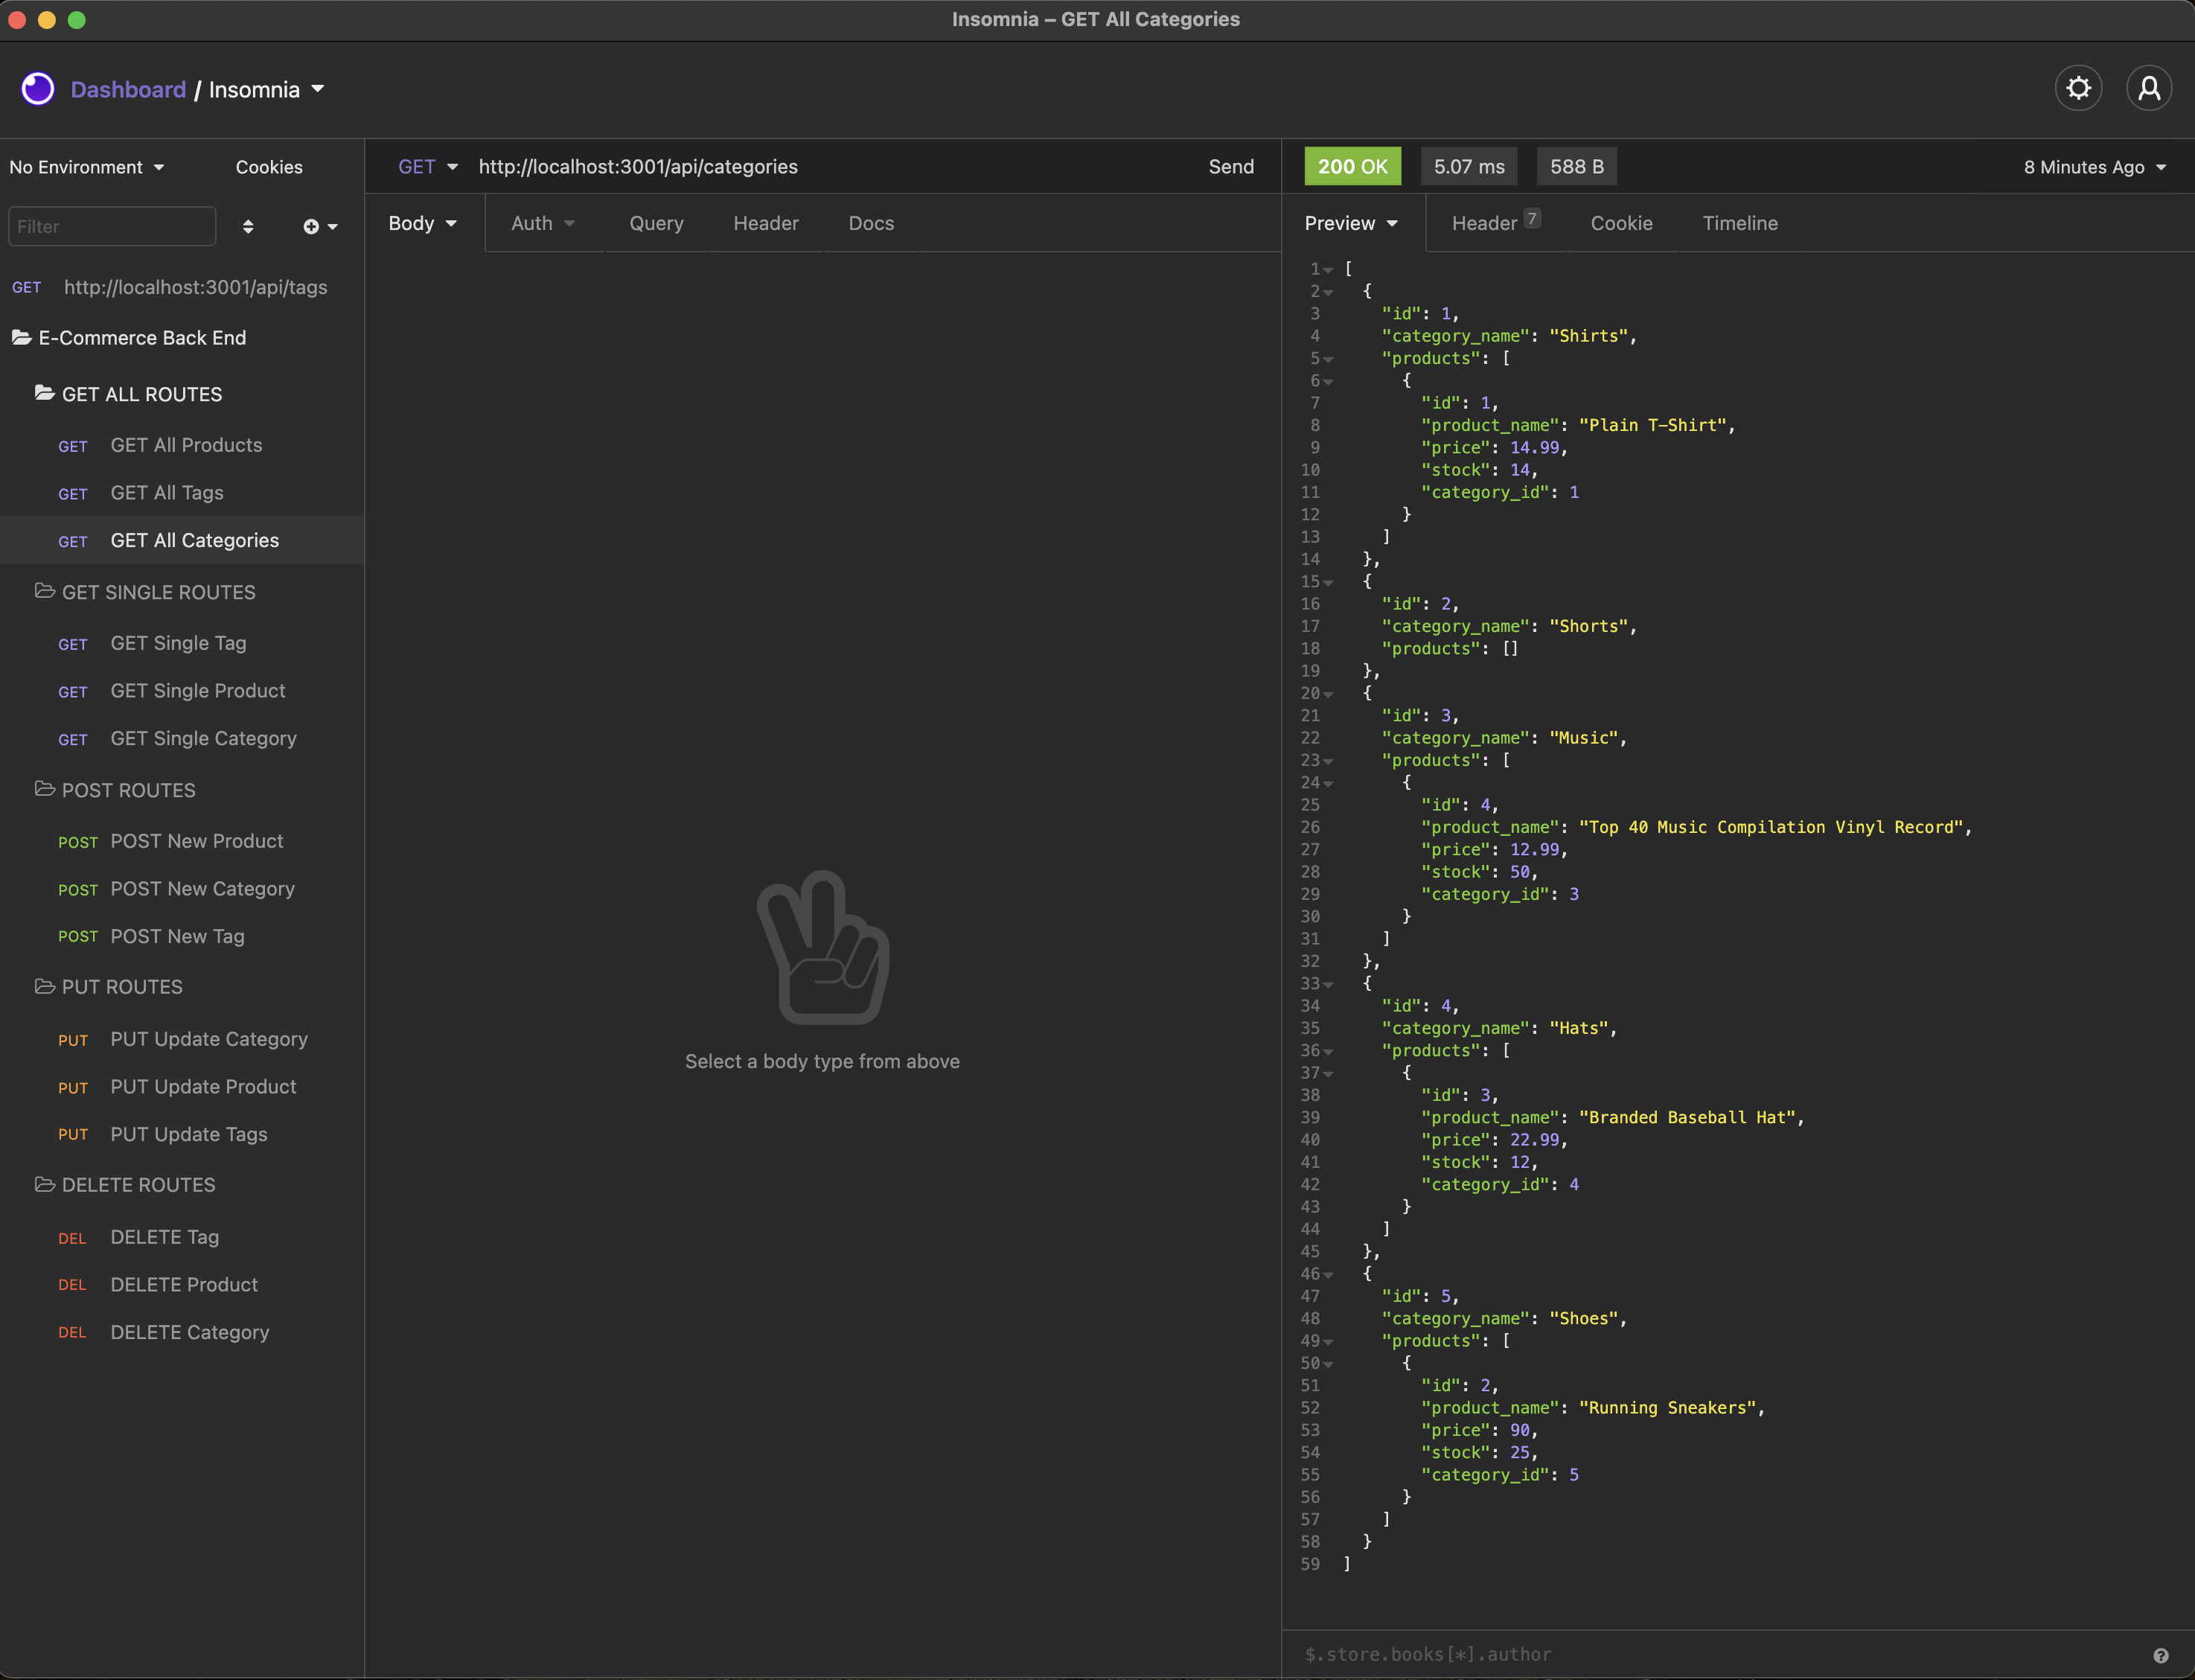 Insomnia – GET All Categories
Dashboard / Insomnia
No Environment
Cookies
Filter
GET http://localhost:3001/api/tags
E-Commerce Back End
GET ALL ROUTES
GET GET All Products
GET GET All Tags
GET GET All Categories
GET SINGLE ROUTES
GET GET Single Tag
GET GET Single Product
GET GET Single Category
POST ROUTES
POST POST New Product
POST POST New Category
POST POST New Tag
PUT ROUTES
PUT PUT Update Category
PUT PUT Update Product
PUT PUT Update Tags
DELETE ROUTES
DEL DELETE Tag
DEL DELETE Product
DEL DELETE Category
GET http://localhost:3001/api/categories Send
Body Auth Query Header Docs
Select a body type from above
200 OK 5.07 ms 588 B 8 Minutes Ago
Preview Header 7 Cookie Timeline
1 [
2 {
3 "id": 1,
4 "category_name": "Shirts",
5 "products": [
6 {
7 "id": 1,
8 "product_name": "Plain T-Shirt",
9 "price": 14.99,
10 "stock": 14,
11 "category_id": 1
12 }
13 ]
14 },
15 {
16 "id": 2,
17 "category_name": "Shorts",
18 "products": []
19 },
20 {
21 "id": 3,
22 "category_name": "Music",
23 "products": [
24 {
25 "id": 4,
26 "product_name": "Top 40 Music Compilation Vinyl Record",
27 "price": 12.99,
28 "stock": 50,
29 "category_id": 3
30 }
31 ]
32 },
33 {
34 "id": 4,
35 "category_name": "Hats",
36 "products": [
37 {
38 "id": 3,
39 "product_name": "Branded Baseball Hat",
40 "price": 22.99,
41 "stock": 12,
42 "category_id": 4
43 }
44 ]
45 },
46 {
47 "id": 5,
48 "category_name": "Shoes",
49 "products": [
50 {
51 "id": 2,
52 "product_name": "Running Sneakers",
53 "price": 90,
54 "stock": 25,
55 "category_id": 5
56 }
57 ]
58 }
59 ]
$.store.books[*].author
?